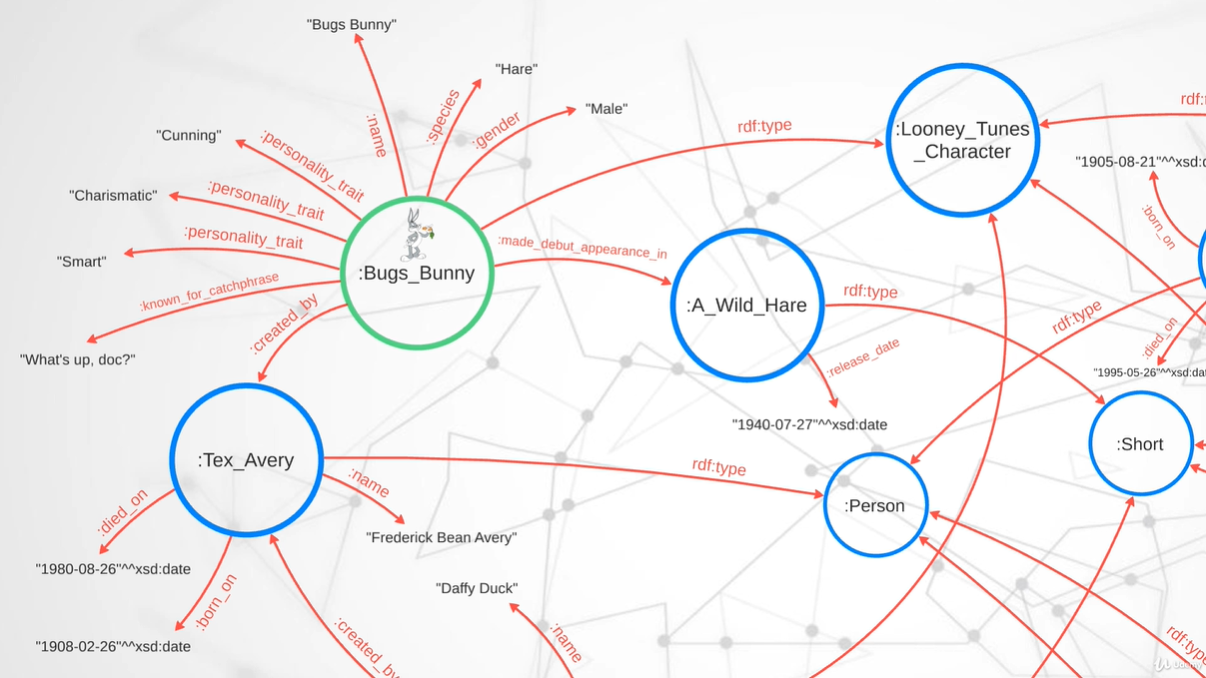 "Bugs Bunny"
"Hare"
"Male"
:name
:species
:gender
"Cunning"
:personality_trait
"Charismatic"
:personality_trait
"Smart"
:personality_trait
:known_for_catchphrase
"What's up, doc?"
:Bugs_Bunny
rdf:type
:Looney_Tunes
_Character
rdf:
"1905-08-21"^^xsd:d
:born_on
:made_debut_appearance_in
:A_Wild_Hare
rdf:type
:release_date
"1940-07-27"^^xsd:date
rdf:type
:died_on
"1995-05-26"^^xsd:dat
:Short
:created_by
:Tex_Avery
rdf:type
:Person
:name
"Frederick Bean Avery"
:died_on
"1980-08-26"^^xsd:date
:born_on
"1908-02-26"^^xsd:date
"Daffy Duck"
:name
:created_by
rdf:type
Udemy